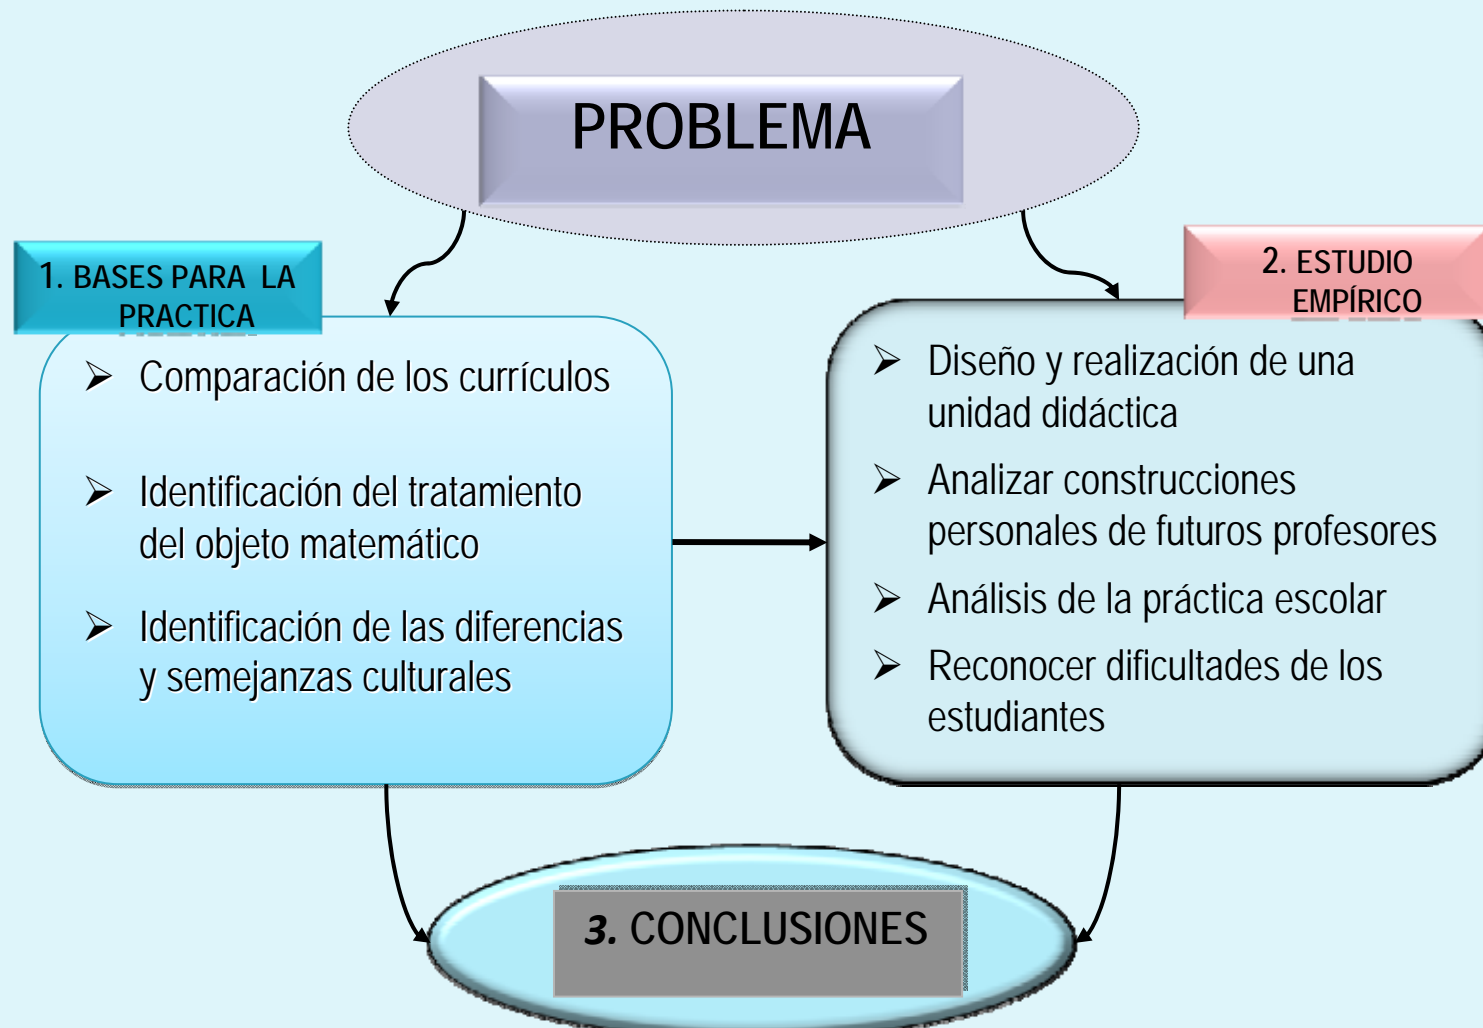 PROBLEMA
1. BASES PARA LA
PRACTICA
➢ Comparación de los currículos
➢ Identificación del tratamiento
del objeto matemático
➢ Identificación de las diferencias
y semejanzas culturales
2. ESTUDIO
EMPÍRICO
➢ Diseño y realización de una
unidad didáctica
➢ Analizar construcciones
personales de futuros profesores
➢ Análisis de la práctica escolar
➢ Reconocer dificultades de los
estudiantes
3. CONCLUSIONES